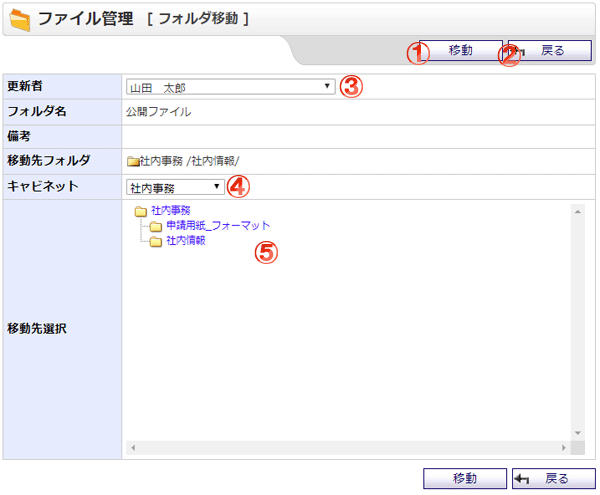 ファイル管理 [ フォルダ移動 ]
① 移動 ② 戻る
更新者 山田　太郎 ③
フォルダ名 公開ファイル
備考
移動先フォルダ 社内事務 /社内情報/
キャビネット 社内事務 ④
社内事務
申請用紙_フォーマット
社内情報
⑤
移動先選択
移動 戻る